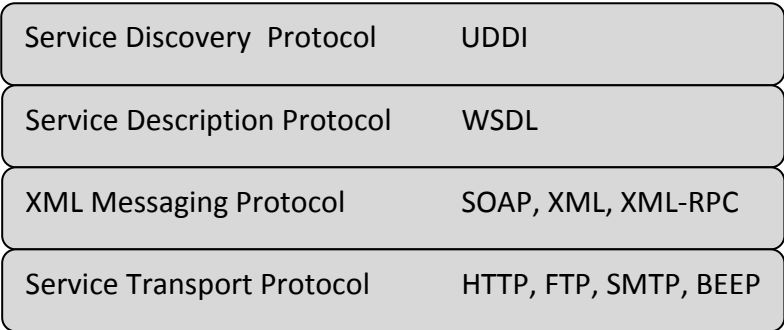 Service Discovery Protocol UDDI
Service Description Protocol WSDL
XML Messaging Protocol SOAP, XML, XML-RPC
Service Transport Protocol HTTP, FTP, SMTP, BEEP